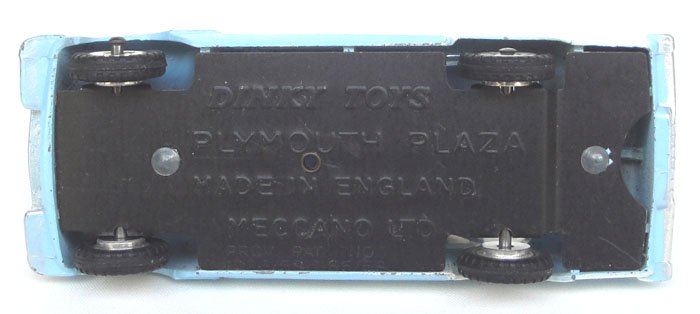 DINKY TOYS
PLYMOUTH PLAZA
MADE IN ENGLAND
MECCANO LTD